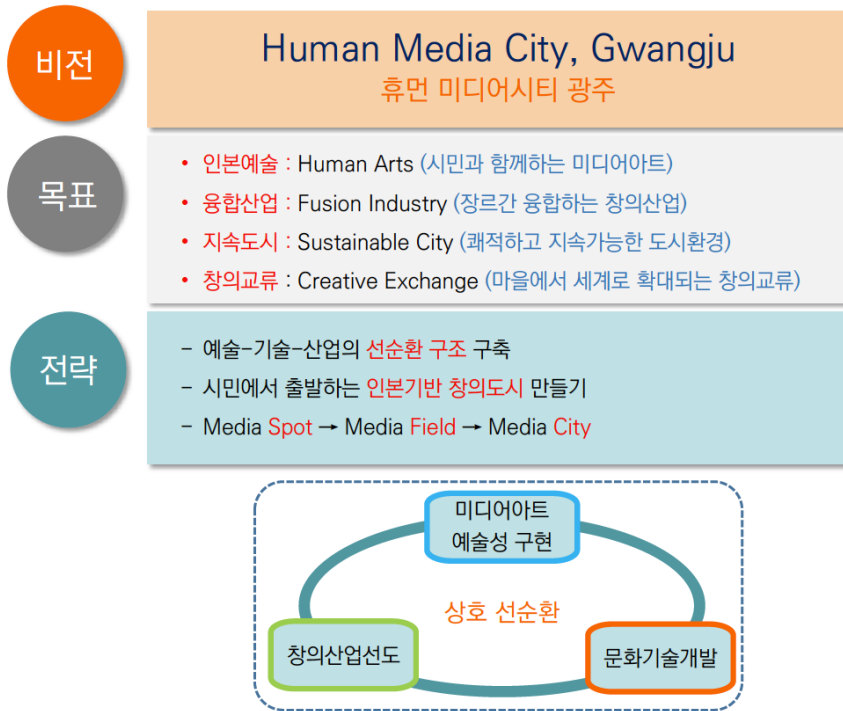 비전
Human Media City, Gwangju
휴먼 미디어시티 광주
목표
• 인본예술 : Human Arts (시민과 함께하는 미디어아트)
• 융합산업 : Fusion Industry (장르간 융합하는 창의산업)
• 지속도시 : Sustainable City (쾌적하고 지속가능한 도시환경)
• 창의교류 : Creative Exchange (마을에서 세계로 확대되는 창의교류)
전략
– 예술-기술-산업의 선순환 구조 구축
– 시민에서 출발하는 인본기반 창의도시 만들기
– Media Spot → Media Field → Media City
미디어아트
예술성 구현
상호 선순환
창의산업선도
문화기술개발